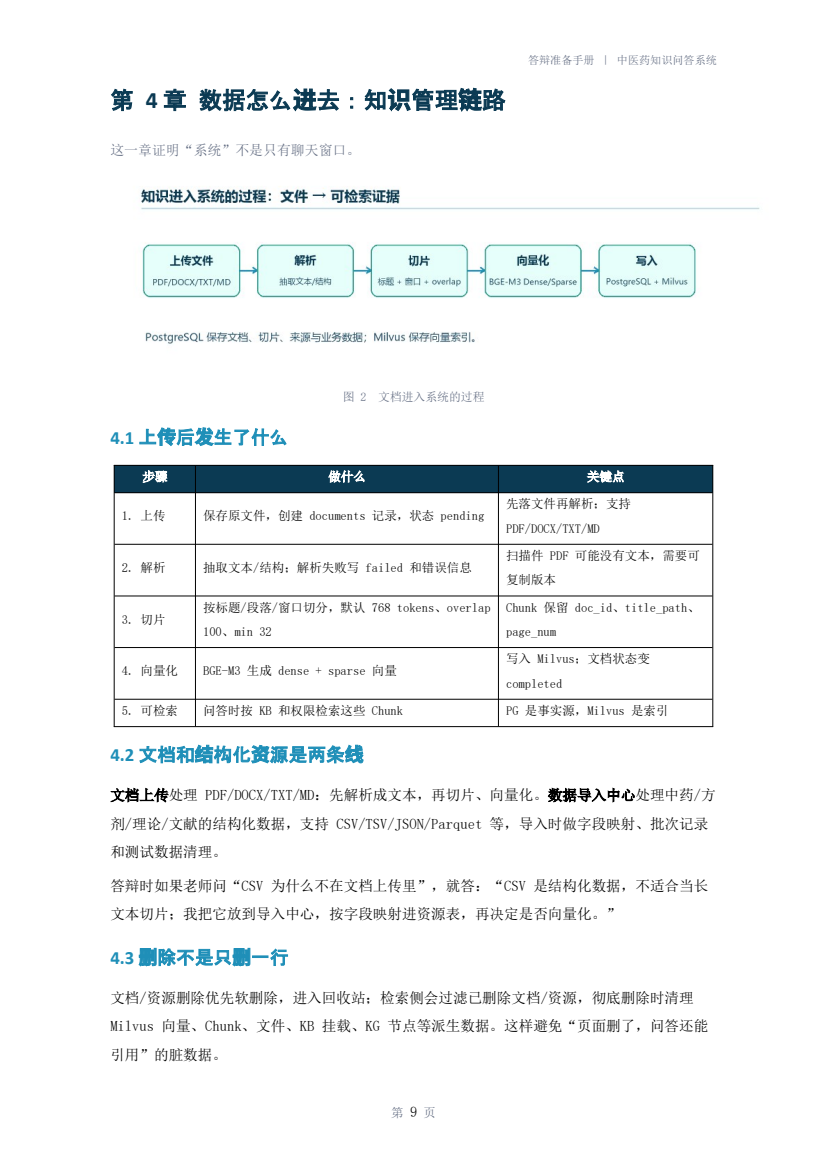 答辩准备手册 | 中医药知识问答系统
第 4 章 数据怎么进去：知识管理链路
这一章证明“系统”不是只有聊天窗口。
知识进入系统的过程：文件 → 可检索证据
上传文件
PDF/DOCX/TXT/MD
解析
抽取文本/结构
切片
标题 + 窗口 + overlap
向量化
BGE-M3 Dense/Sparse
写入
PostgreSQL + Milvus
PostgreSQL 保存文档、切片、来源与业务数据；Milvus 保存向量索引。
图 2 文档进入系统的过程
4.1 上传后发生了什么
步骤 做什么 关键点
1. 上传 保存原文件，创建 documents 记录，状态 pending 先落文件再解析；支持
PDF/DOCX/TXT/MD
2. 解析 抽取文本/结构；解析失败写 failed 和错误信息 扫描件 PDF 可能没有文本，需要可
复制版本
3. 切片 按标题/段落/窗口切分，默认 768 tokens、overlap
100、min 32 Chunk 保留 doc_id、title_path、
page_num
4. 向量化 BGE-M3 生成 dense + sparse 向量 写入 Milvus；文档状态变
completed
5. 可检索 问答时按 KB 和权限检索这些 Chunk PG 是事实源，Milvus 是索引
4.2 文档和结构化资源是两条线
文档上传处理 PDF/DOCX/TXT/MD：先解析成文本，再切片、向量化。数据导入中心处理中药/方
剂/理论/文献的结构化数据，支持 CSV/TSV/JSON/Parquet 等，导入时做字段映射、批次记录
和测试数据清理。
答辩时如果老师问“CSV 为什么不在文档上传里”，就答：“CSV 是结构化数据，不适合当长
文本切片；我把它放到导入中心，按字段映射进资源表，再决定是否向量化。”
4.3 删除不是只删一行
文档/资源删除优先软删除，进入回收站；检索侧会过滤已删除文档/资源，彻底删除时清理
Milvus 向量、Chunk、文件、KB 挂载、KG 节点等派生数据。这样避免“页面删了，问答还能
引用”的脏数据。
第 9 页